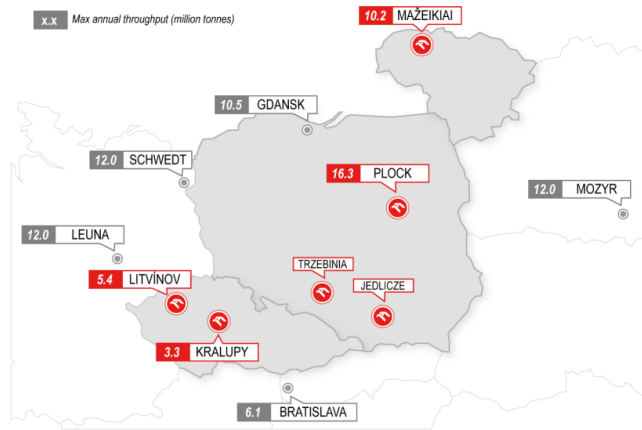 x.x Max annual throughput (million tonnes)
10.2 MAŽEIKIAI
10.5 GDANSK
12.0 SCHWEDT
16.3 PLOCK
12.0 MOZYR
12.0 LEUNA
TRZEBINIA
5.4 LITVÍNOV
JEDLICZE
3.3 KRALUPY
6.1 BRATISLAVA